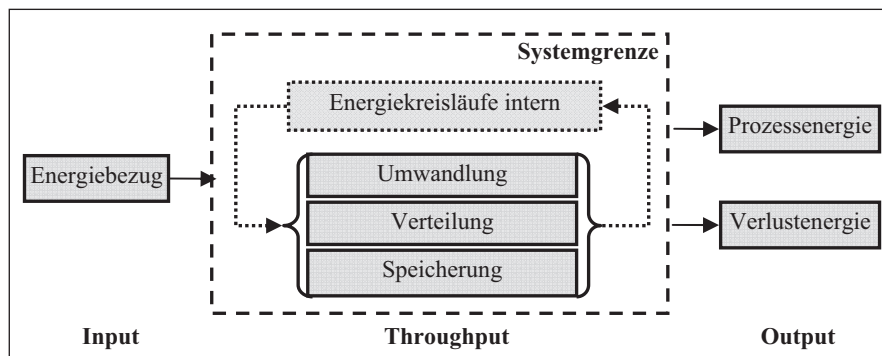 Systemgrenze
Energiekreisläufe intern
Prozessenergie
Energiebezug
Umwandlung
Verteilung
Verlustenergie
Speicherung
Input
Throughput
Output